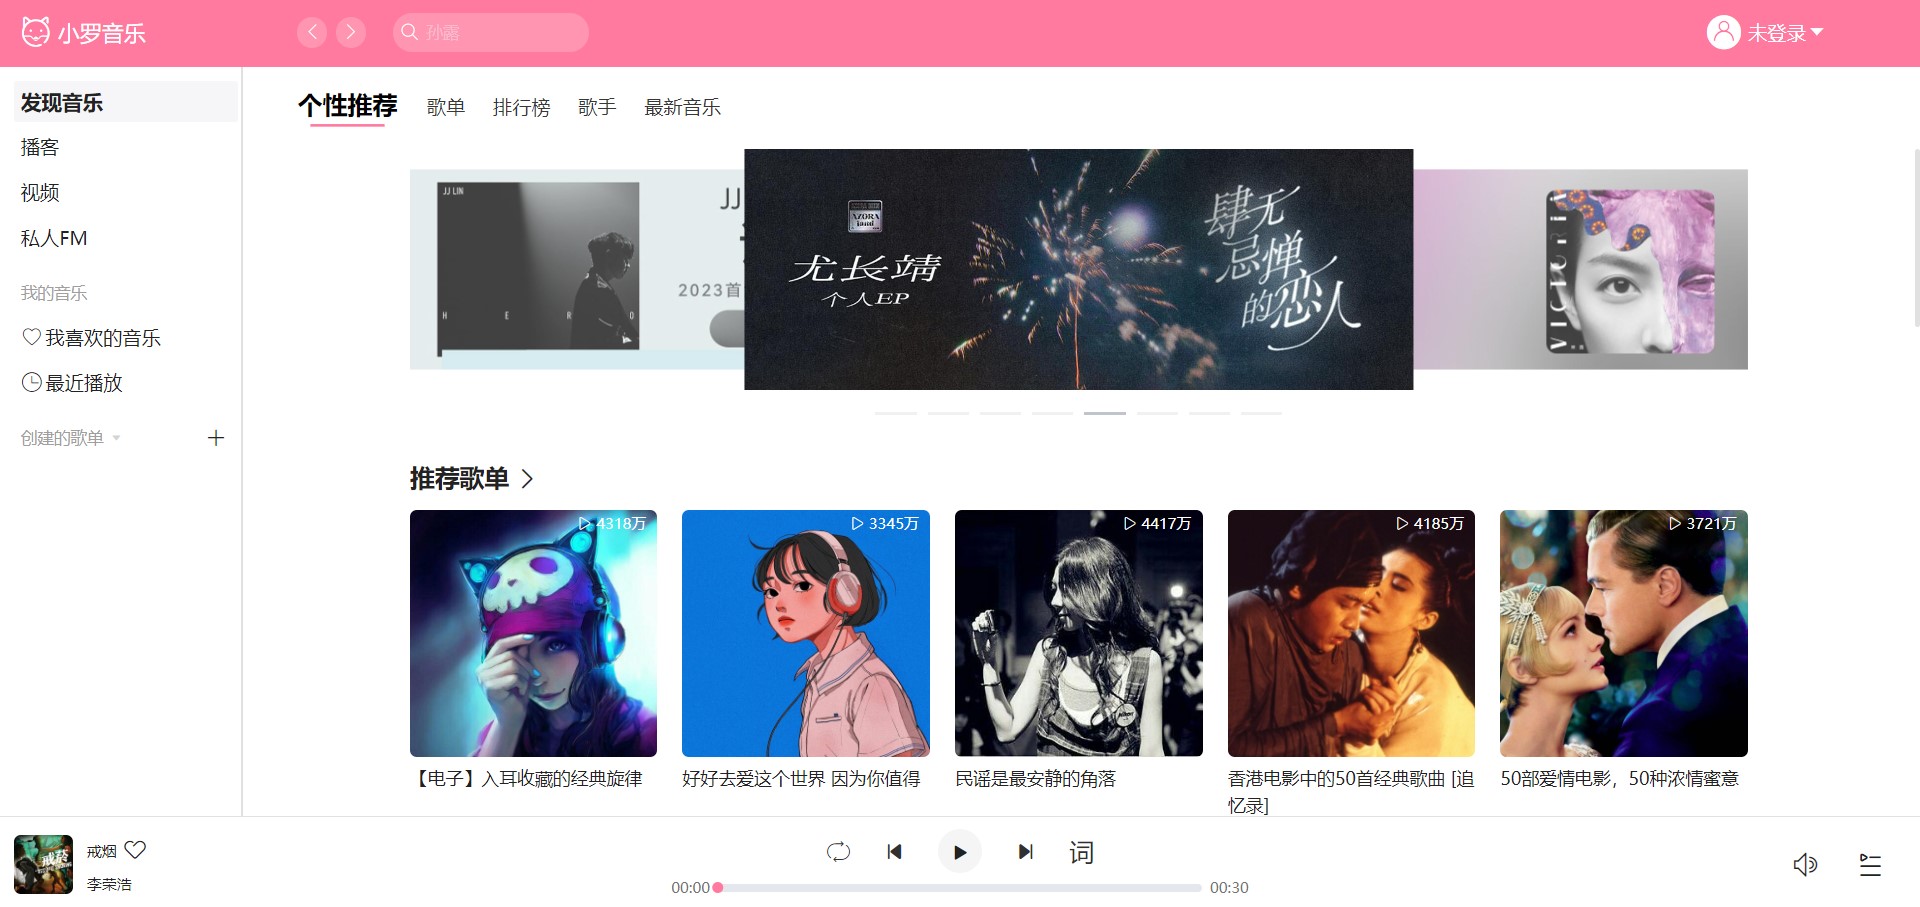 小罗音乐
孙露
未登录
发现音乐
播客
视频
私人FM
我的音乐
我喜欢的音乐
最近播放
创建的歌单
个性推荐 歌单 排行榜 歌手 最新音乐
JJ LIN
H E R O
JJ
2023首
AZORA
尤长靖
个人EP
肆无
忌惮
的恋人
推荐歌单
4318万
3345万
4417万
4185万
3721万
【电子】入耳收藏的经典旋律
好好去爱这个世界 因为你值得
民谣是最安静的角落
香港电影中的50首经典歌曲 [追
忆录]
50部爱情电影，50种浓情蜜意
戒烟
李荣浩
词
00:00
00:30